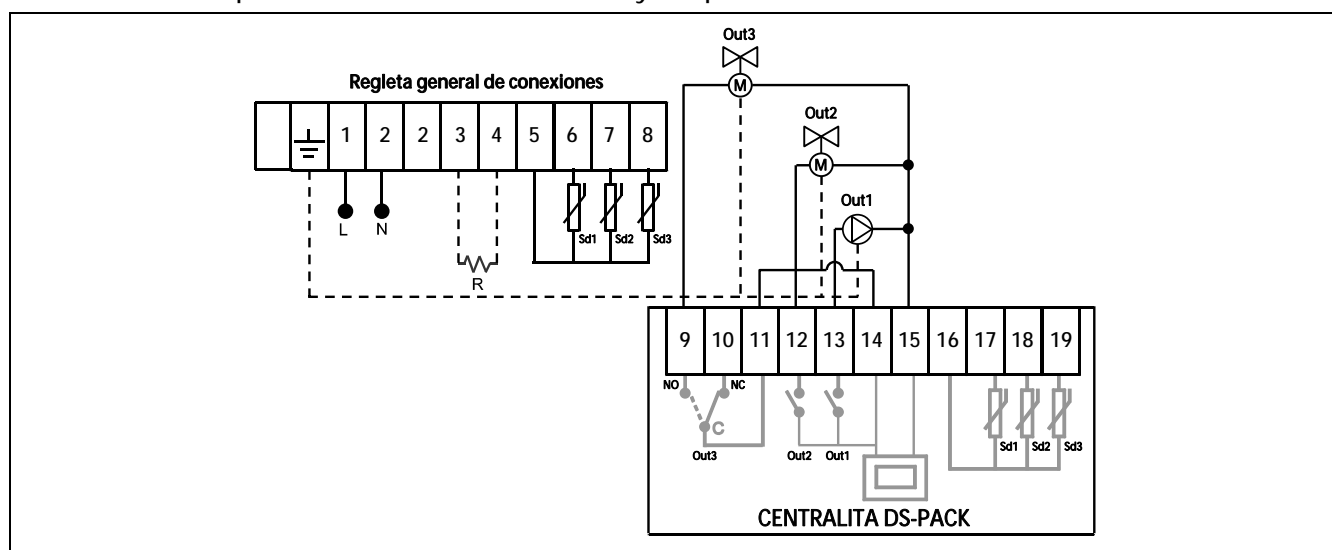 Out3
Regleta general de conexiones
M
Out2
1 2 2 3 4 5 6 7 8
M
Out1
L N
Sd1 Sd2 Sd3
R
9 10 11 12 13 14 15 16 17 18 19
NO NC
C
Out3 Out2 Out1
Sd1 Sd2 Sd3
CENTRALITA DS-PACK